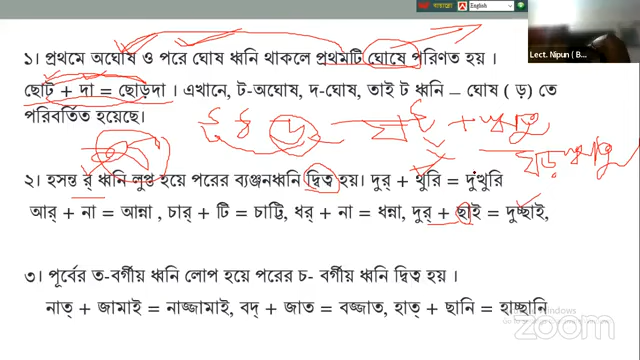 English
Lect. Nipun ( B
১। প্রথমে অঘোষ ও পরে ঘোষ ধ্বনি থাকলে প্রথমটি ঘোষে পরিণত হয় ।
ছোট + দা = ছোড়দা । এখানে, ট-অঘোষ, দ-ঘোষ, তাই ট ধ্বনি – ঘোষ ( ড় ) তে
পরিবর্তিত হয়েছে।
ট ঠ ড
২। হসন্ত র্ ধ্বনি লুপ্ত হয়ে পরের ব্যঞ্জনধ্বনি দ্বিত্ব হয়। দুর্ + থুরি = দুত্থুরি
আর্ + না = আন্না, চার্ + টি = চাট্টি, ধর্ + না = ধন্না, দুর্ + ছাই = দুচ্ছাই,
৩। পূর্বের ত-বর্গীয় ধ্বনি লোপ হয়ে পরের চ- বর্গীয় ধ্বনি দ্বিত্ব হয় ।
নাত্ + জামাই = নাজ্জামাই, বদ্ + জাত = বজ্জাত, হাত্ + ছানি = হাচ্ছানি
LIVE